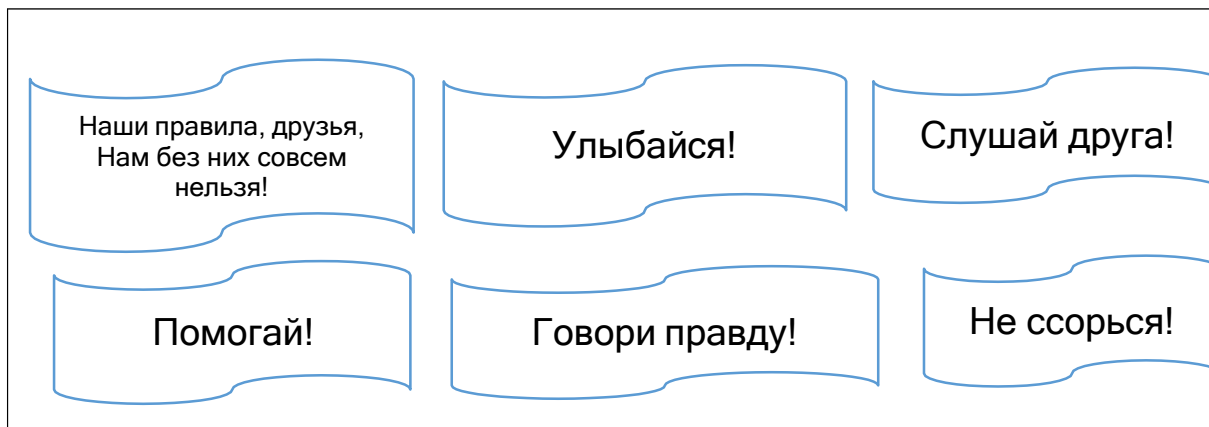 Наши правила, друзья,
Нам без них совсем
нельзя!
Улыбайся!
Слушай друга!
Помогай!
Говори правду!
Не ссорься!